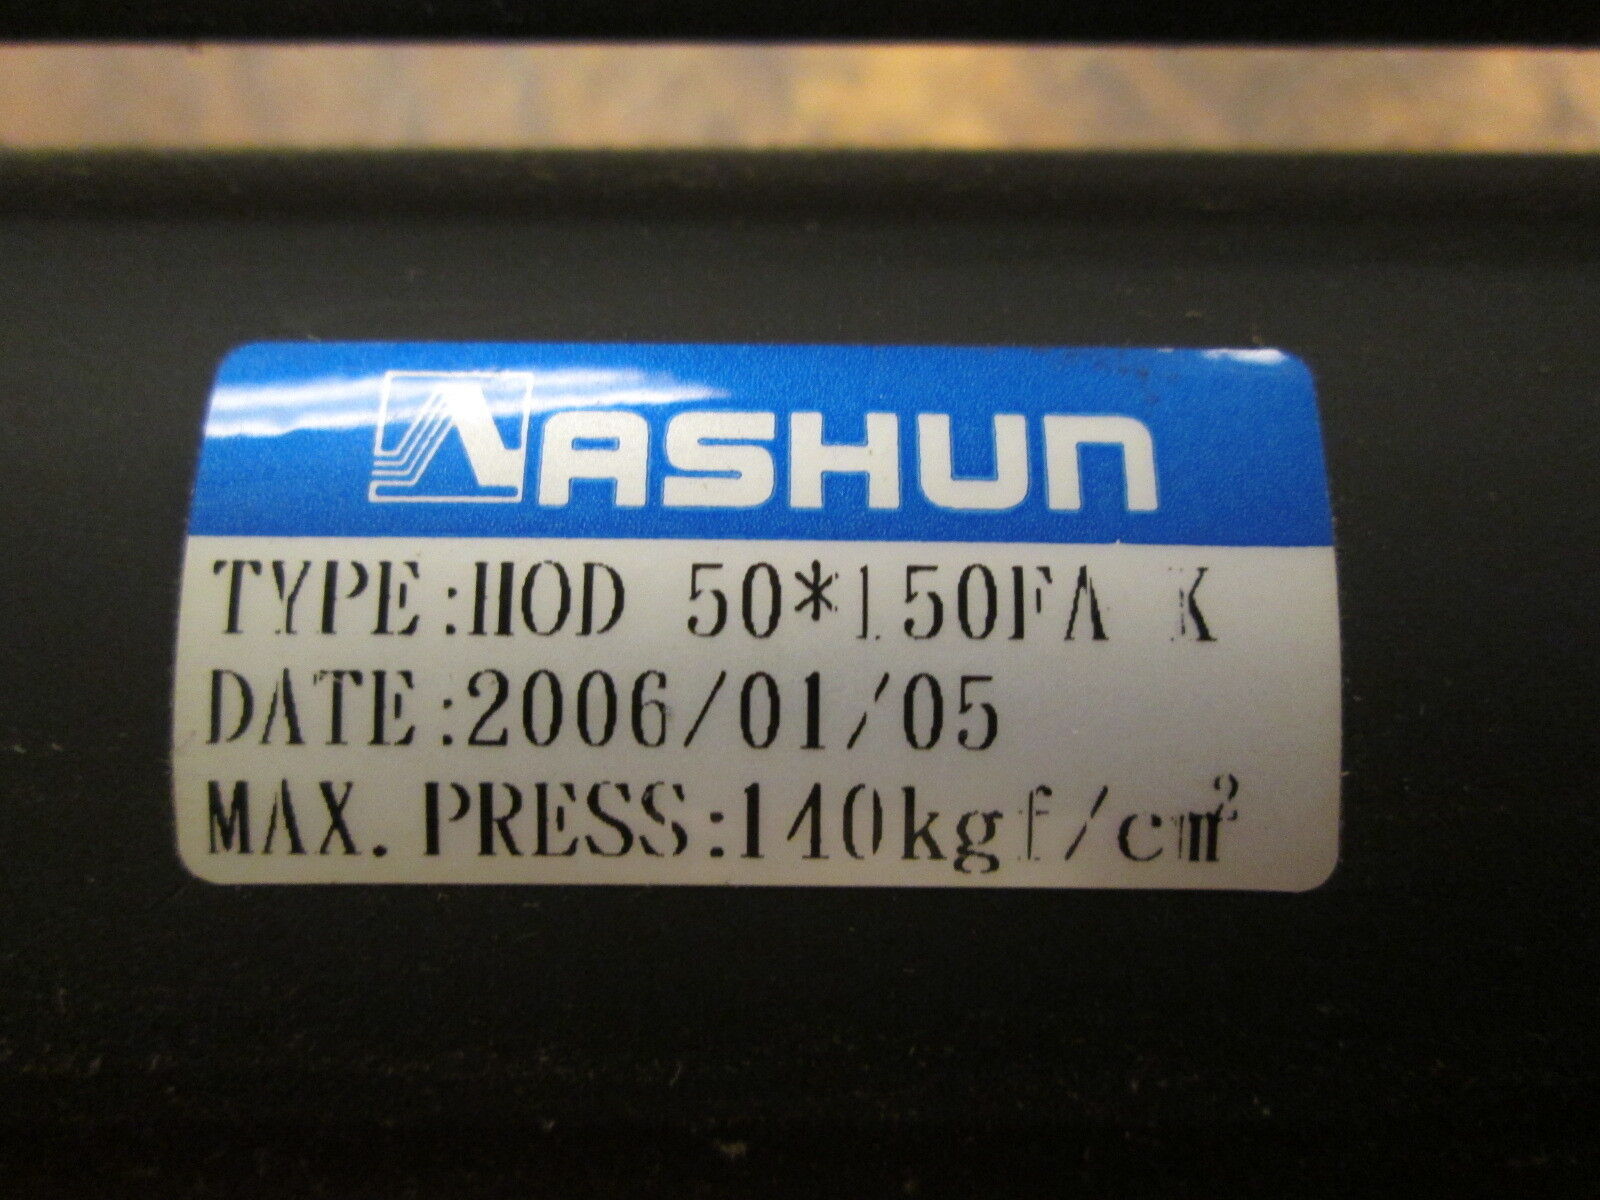 ASHUN
TYPE:HOD 50*150FA K
DATE:2006/01/05
MAX. PRESS:140kgf/cm²